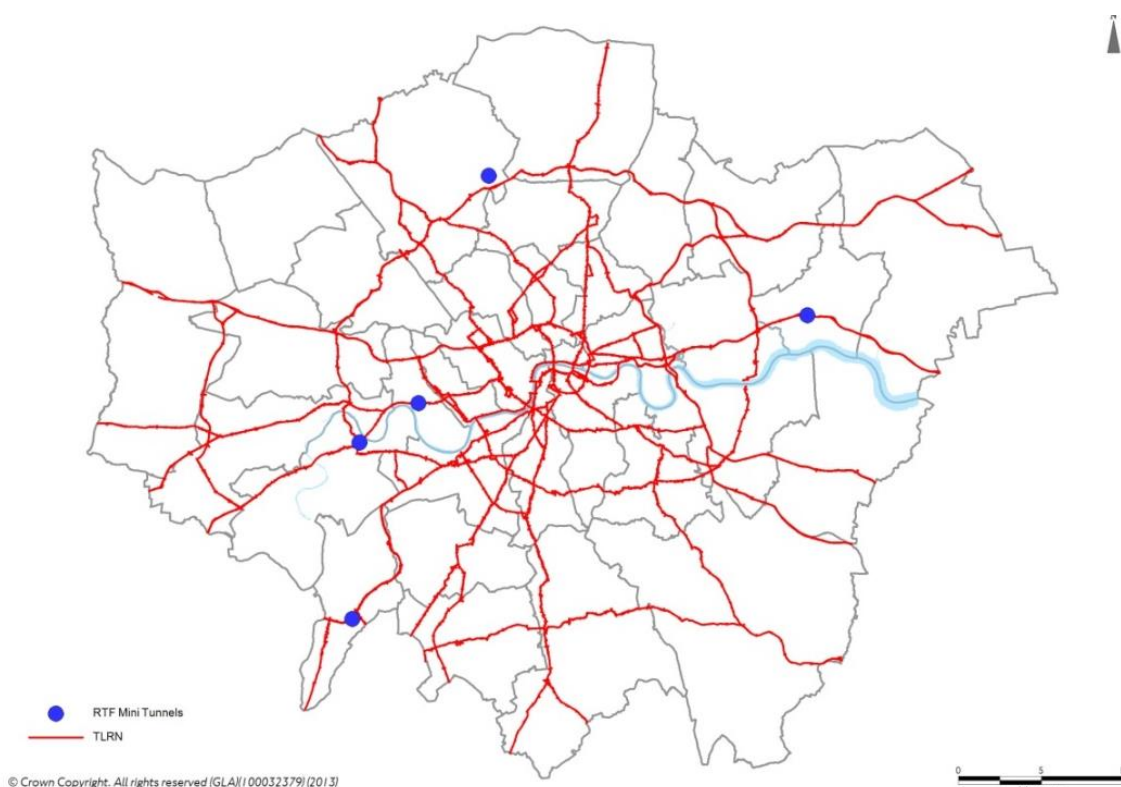 N
RTF Mini Tunnels
TLRN
© Crown Copyright. All rights reserved (GLA)(100032379) (2013)
0 5